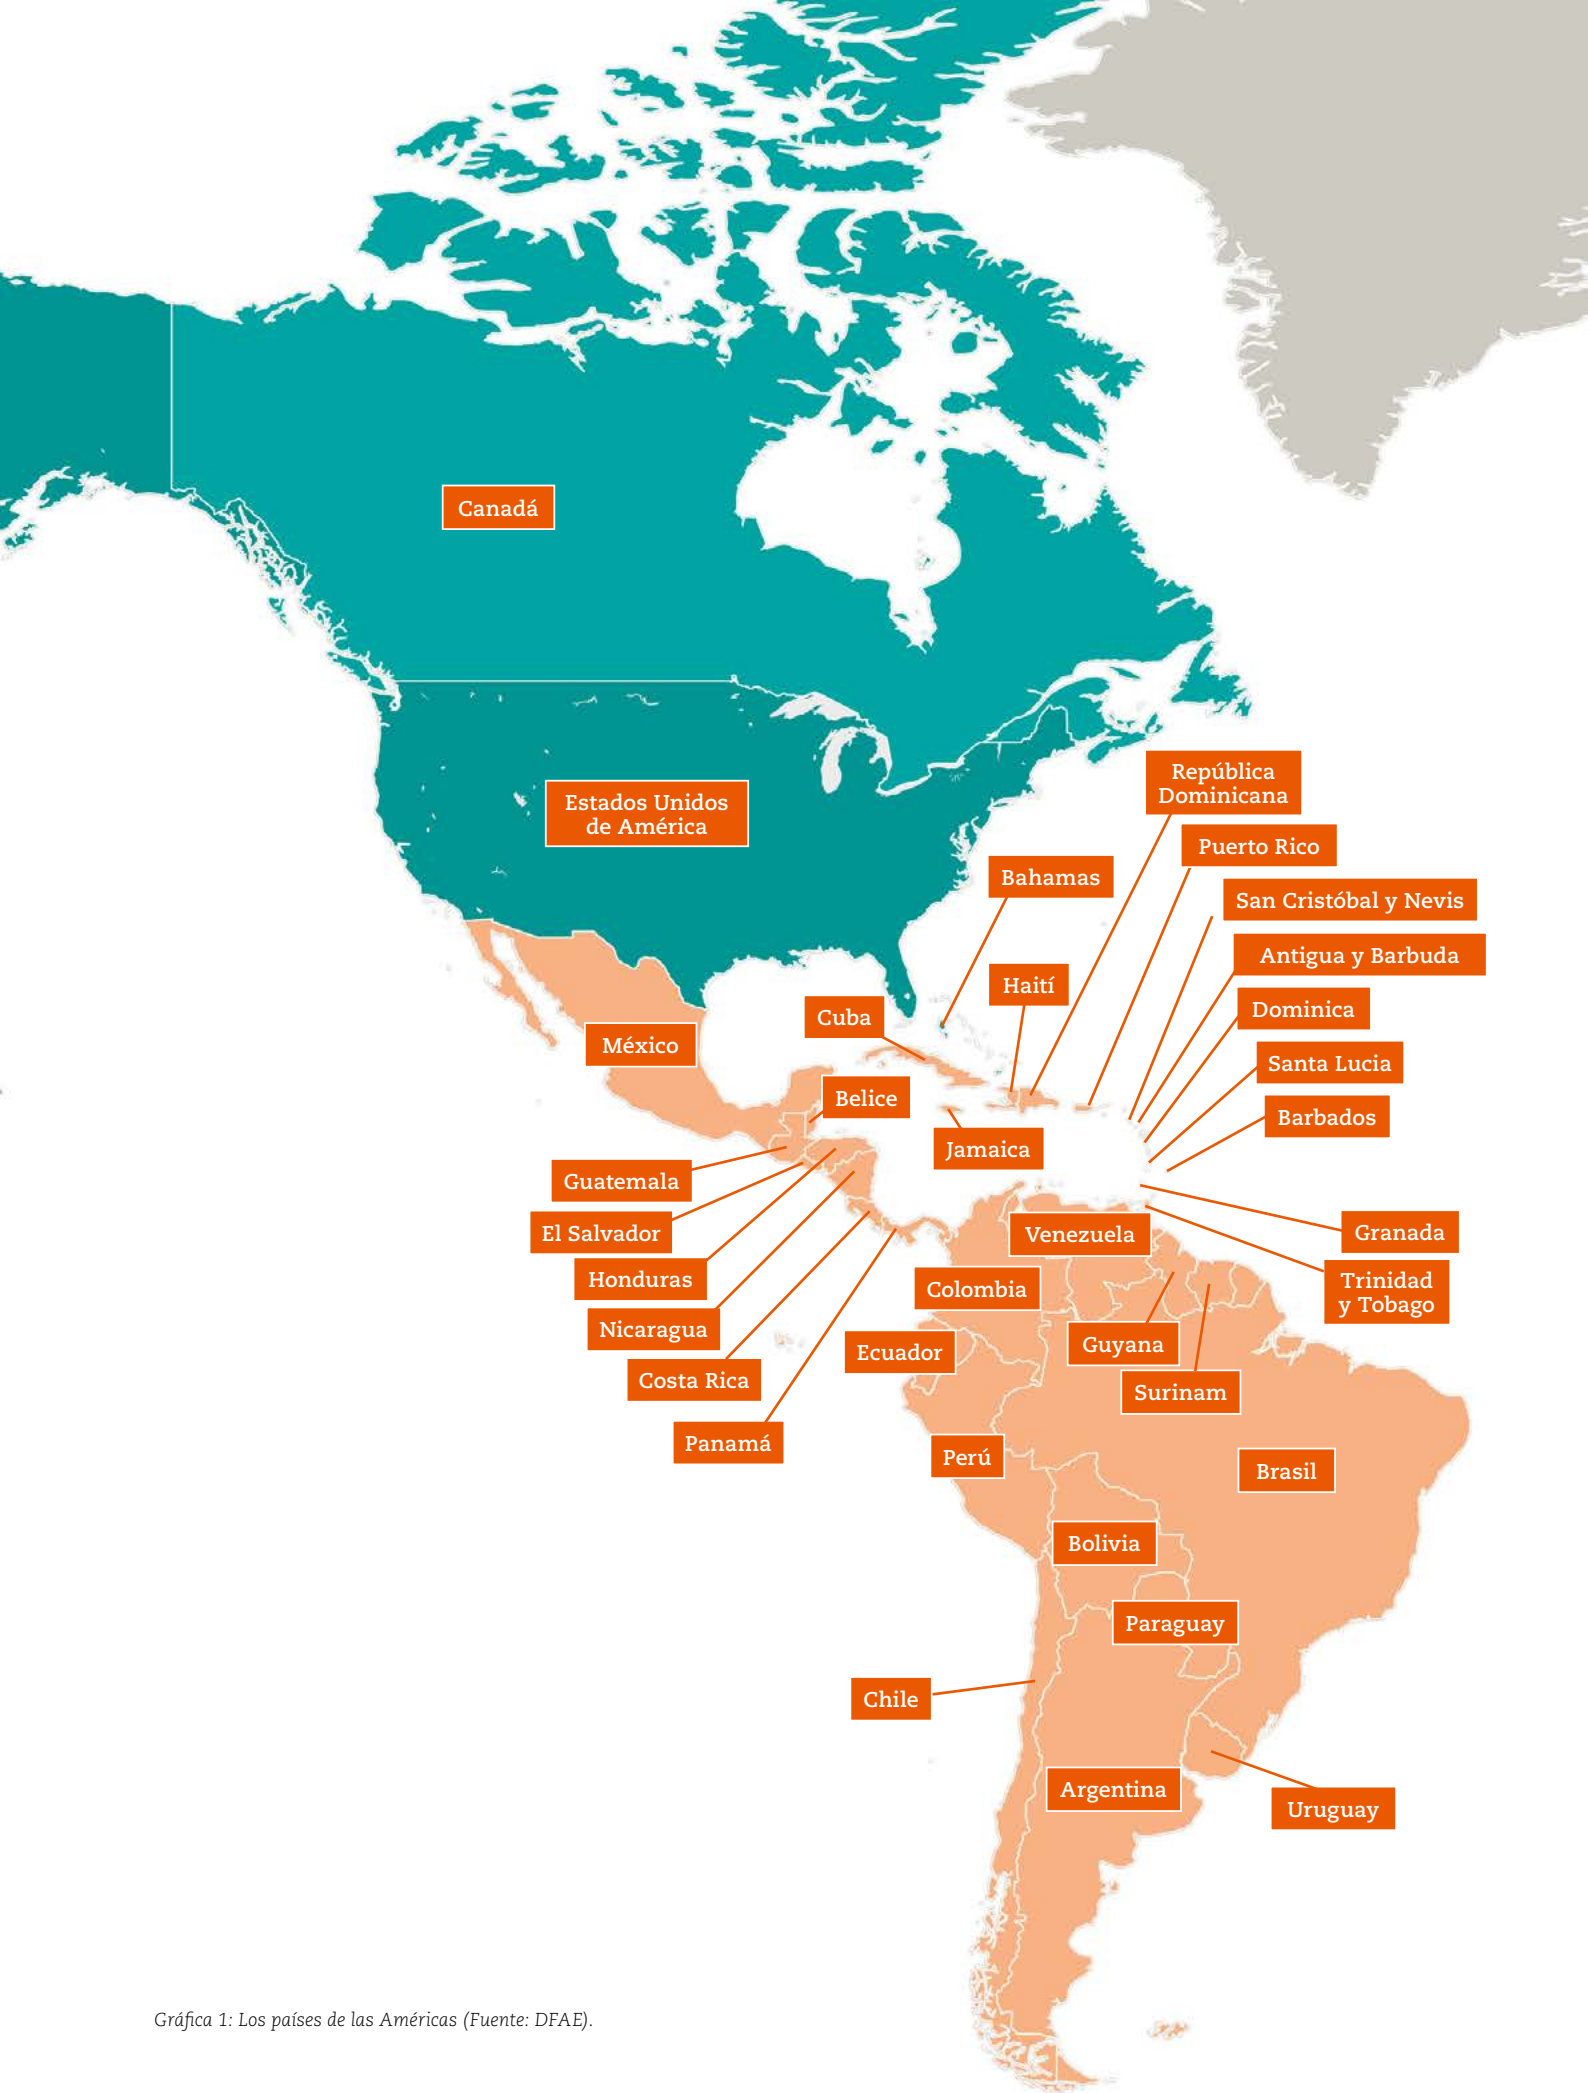 Canadá
Estados Unidos
de América
República
Dominicana
Puerto Rico
Bahamas
San Cristóbal y Nevis
Antigua y Barbuda
Haití
Dominica
Cuba
México
Santa Lucia
Belice
Barbados
Jamaica
Guatemala
El Salvador
Venezuela
Granada
Honduras
Colombia
Trinidad
y Tobago
Nicaragua
Guyana
Ecuador
Costa Rica
Surinam
Panamá
Perú
Brasil
Bolivia
Paraguay
Chile
Argentina
Uruguay
Gráfica 1: Los países de las Américas (Fuente: DFAE).